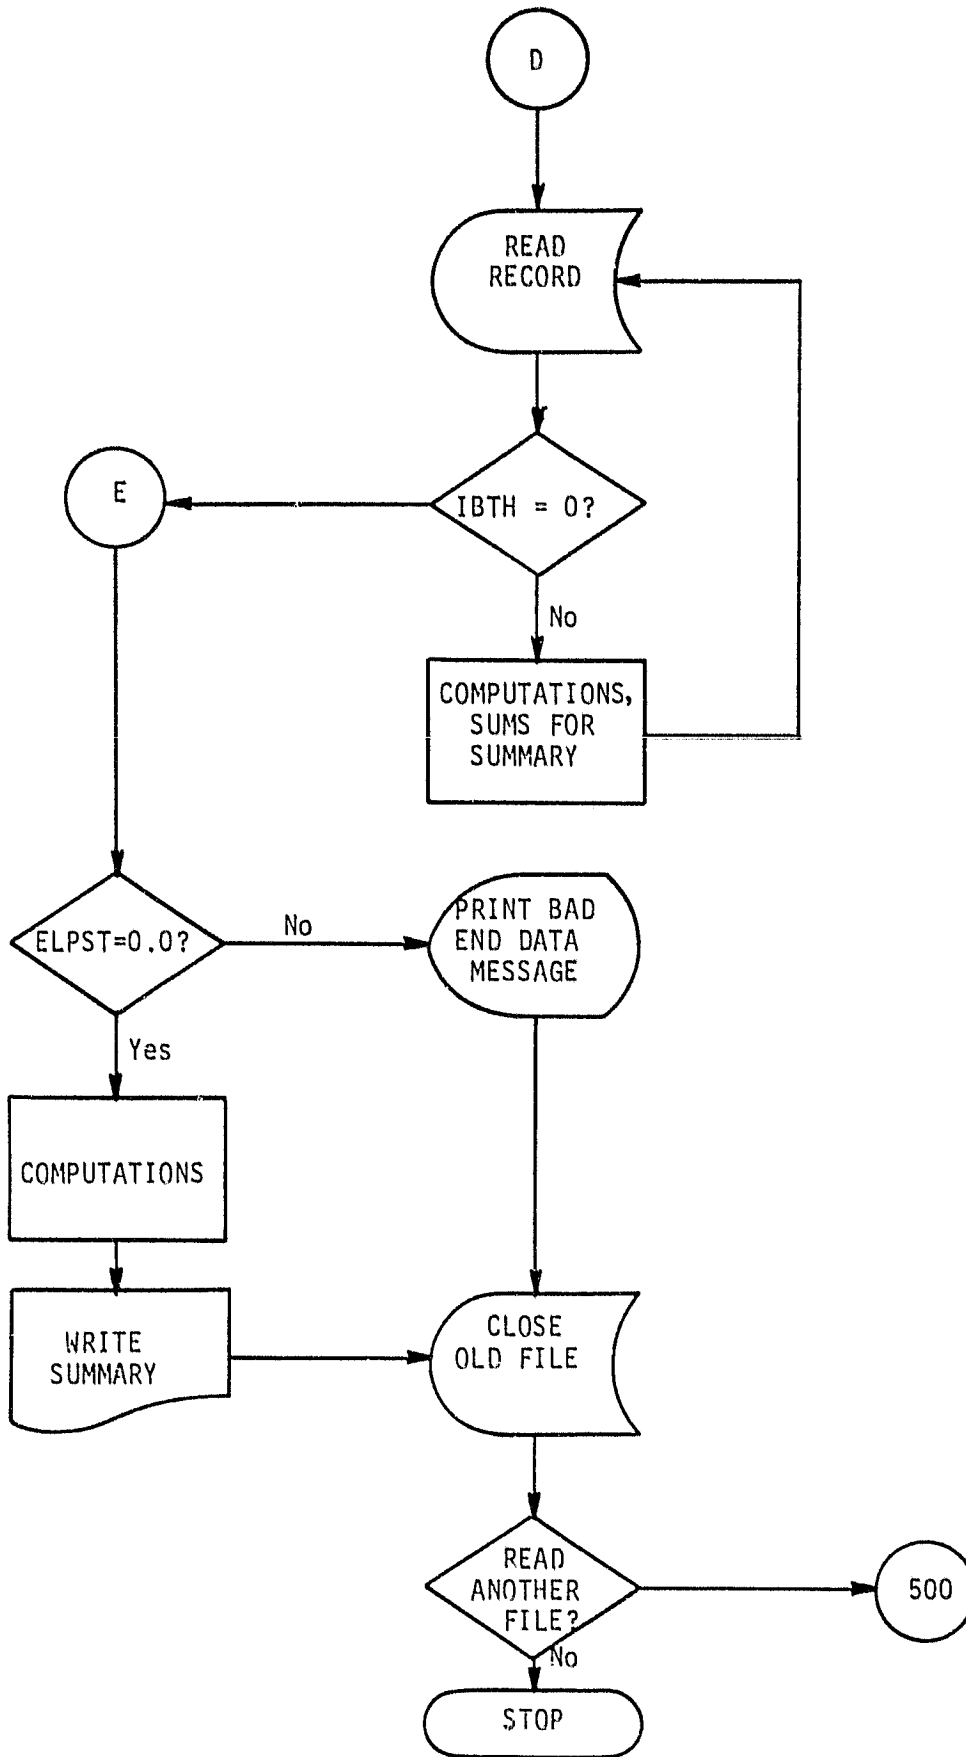 D
READ
RECORD
E
IBTH = 0?
No
COMPUTATIONS,
SUMS FOR
SUMMARY
ELPST=0.0?
No
PRINT BAD
END DATA
MESSAGE
Yes
COMPUTATIONS
WRITE
SUMMARY
CLOSE
OLD FILE
READ
ANOTHER
FILE?
500
No
STOP